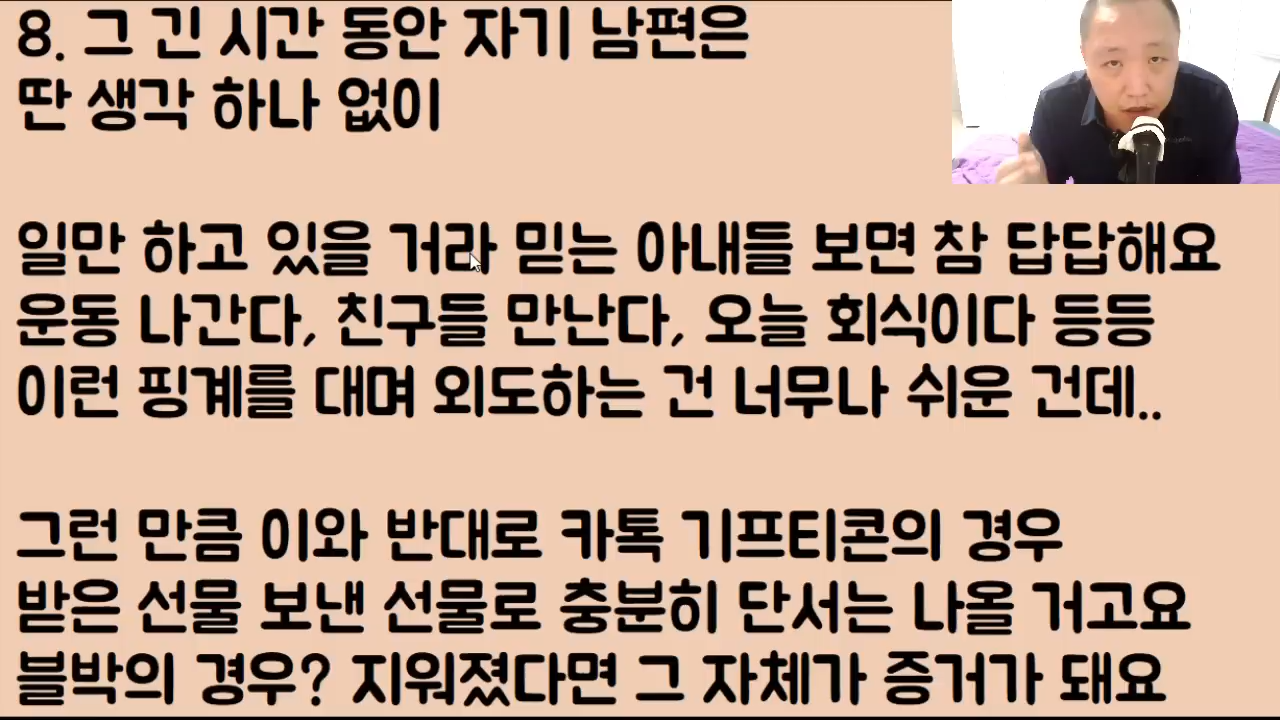 8. 그 긴 시간 동안 자기 남편은
딴 생각 하나 없이
일만 하고 있을 거라 믿는 아내들 보면 참 답답해요
운동 나간다, 친구들 만난다, 오늘 회식이다 등등
이런 핑계를 대며 외도하는 건 너무나 쉬운 건데..
그런 만큼 이와 반대로 카톡 기프티콘의 경우
받은 선물 보낸 선물로 충분히 단서는 나올 거고요
블박의 경우? 지워졌다면 그 자체가 증거가 돼요